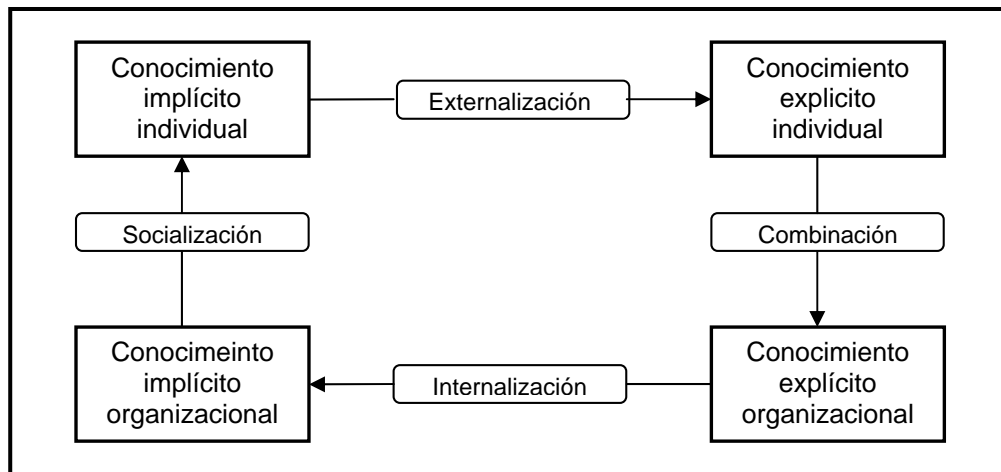 Conocimiento
implícito
individual
Externalización
Conocimiento
explicito
individual
Socialización
Combinación
Conocimeinto
implícito
organizacional
Internalización
Conocimiento
explícito
organizacional